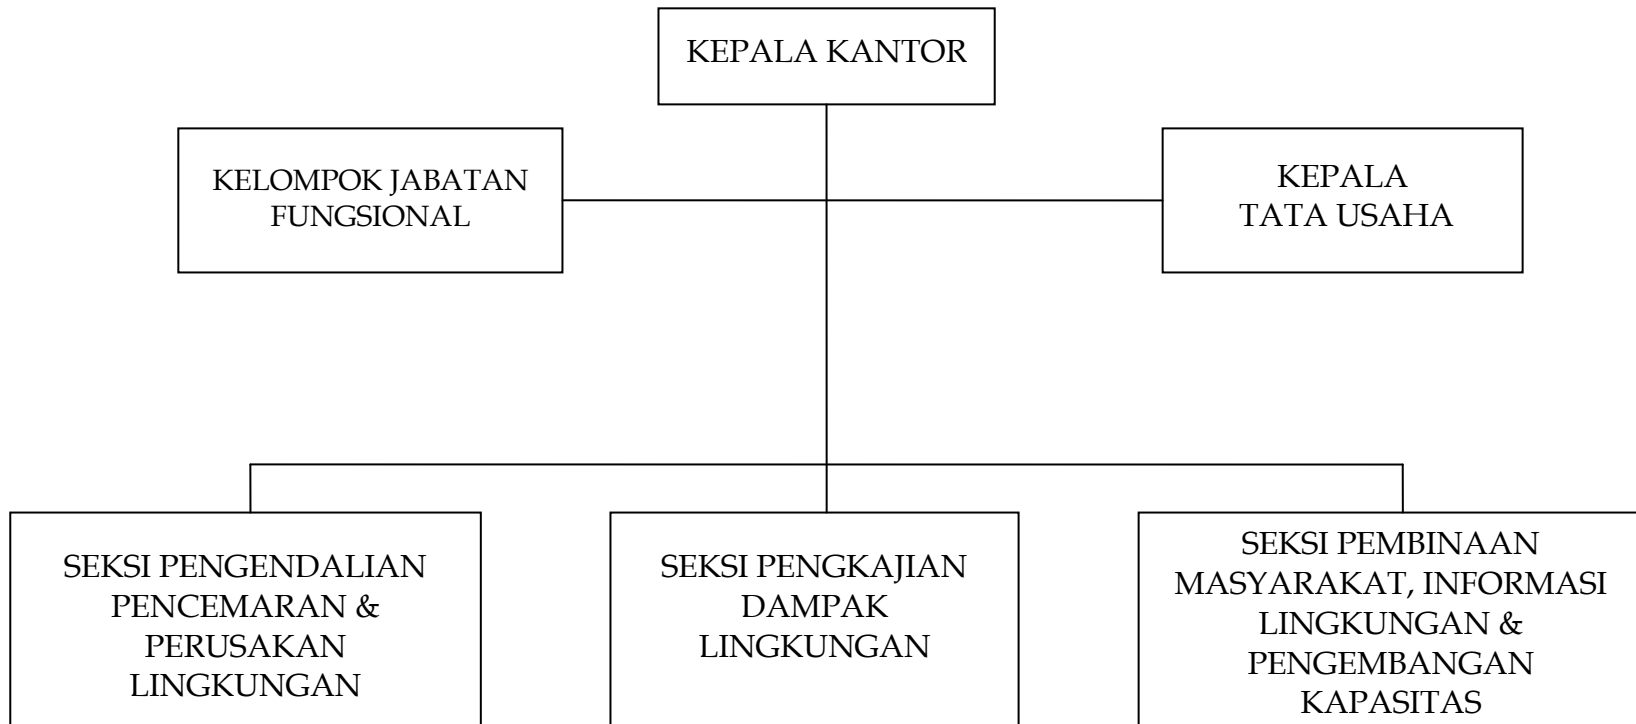 KEPALA KANTOR
KELOMPOK JABATAN
FUNGSIONAL
KEPALA
TATA USAHA
SEKSI PENGENDALIAN
PENCEMARAN &
PERUSAKAN
LINGKUNGAN
SEKSI PENGKAJIAN
DAMPAK
LINGKUNGAN
SEKSI PEMBINAAN
MASYARAKAT, INFORMASI
LINGKUNGAN &
PENGEMBANGAN
KAPASITAS